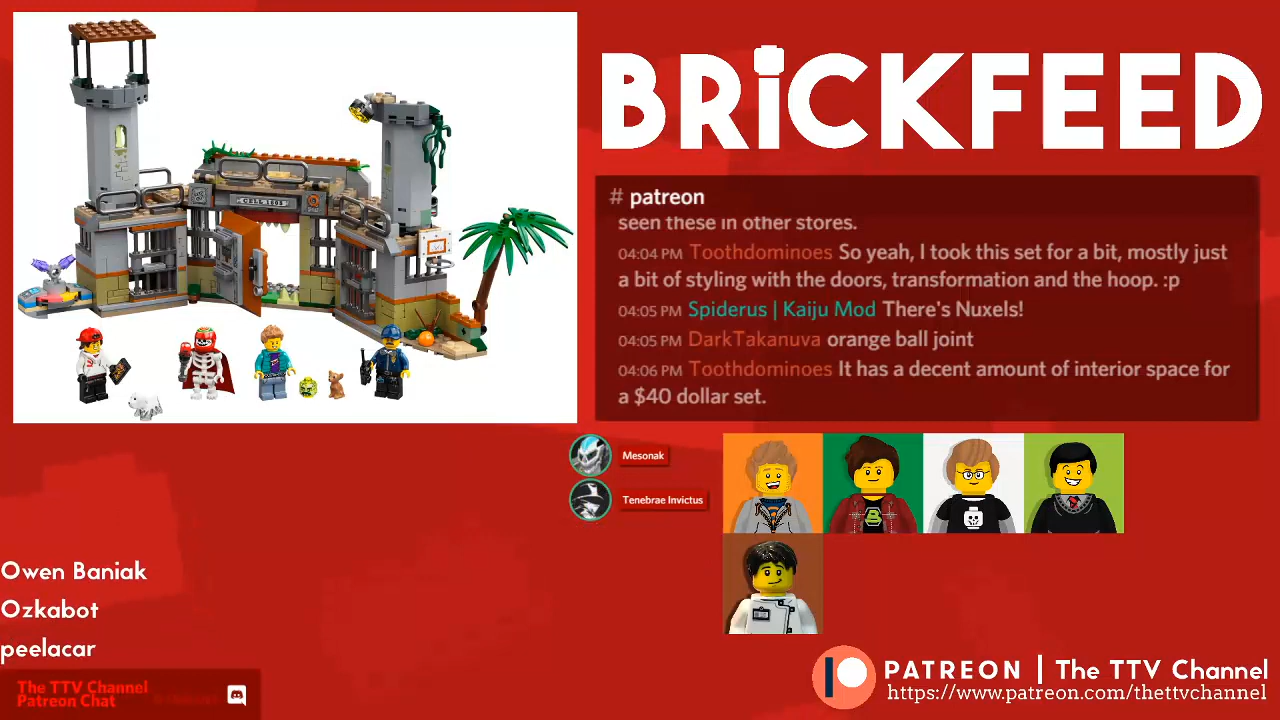 BRiCKFEED
# patreon
seen these in other stores.
04:04 PM Toothdominoes So yeah, I took this set for a bit, mostly just
a bit of styling with the doors, transformation and the hoop. :p
04:05 PM Spiderus | Kaiju Mod There's Nuxels!
04:05 PM DarkTakanuva orange ball joint
04:06 PM Toothdominoes It has a decent amount of interior space for
a $40 dollar set.
Mesonak
Tenebrae Invictus
Owen Baniak
Ozkabot
peelacar
The TTV Channel
Patreon Chat
PATREON | The TTV Channel
https://www.patreon.com/thettvchannel